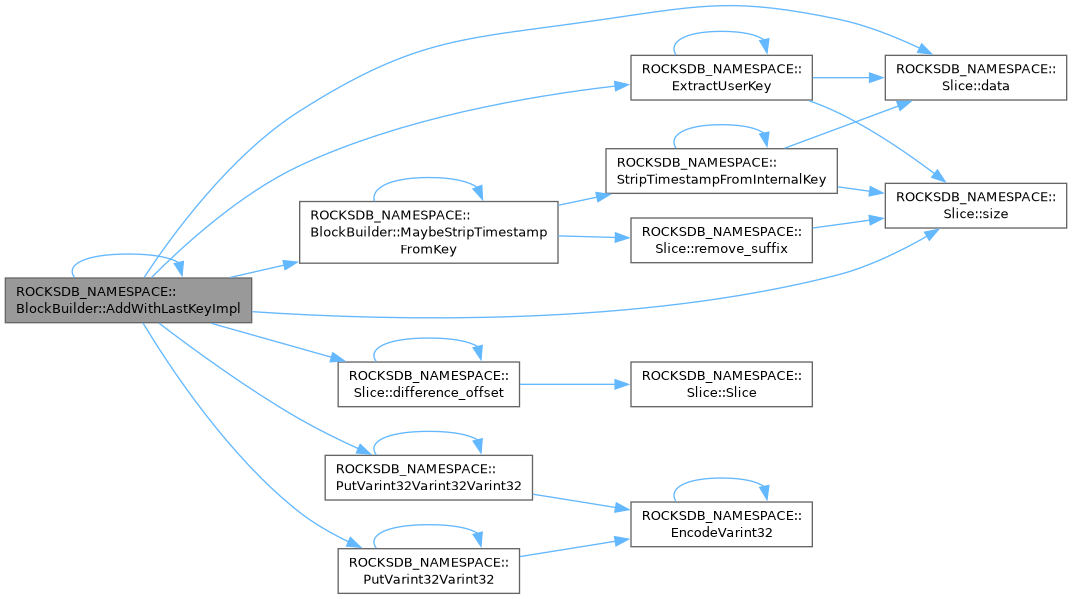 ROCKSDB_NAMESPACE::
BlockBuilder::AddWithLastKeyImpl
ROCKSDB_NAMESPACE::
Slice::data
ROCKSDB_NAMESPACE::
ExtractUserKey
ROCKSDB_NAMESPACE::
StripTimestampFromInternalKey
ROCKSDB_NAMESPACE::
Slice::size
ROCKSDB_NAMESPACE::
BlockBuilder::MaybeStripTimestamp
FromKey
ROCKSDB_NAMESPACE::
Slice::remove_suffix
ROCKSDB_NAMESPACE::
Slice::difference_offset
ROCKSDB_NAMESPACE::
Slice::Slice
ROCKSDB_NAMESPACE::
PutVarint32Varint32Varint32
ROCKSDB_NAMESPACE::
EncodeVarint32
ROCKSDB_NAMESPACE::
PutVarint32Varint32